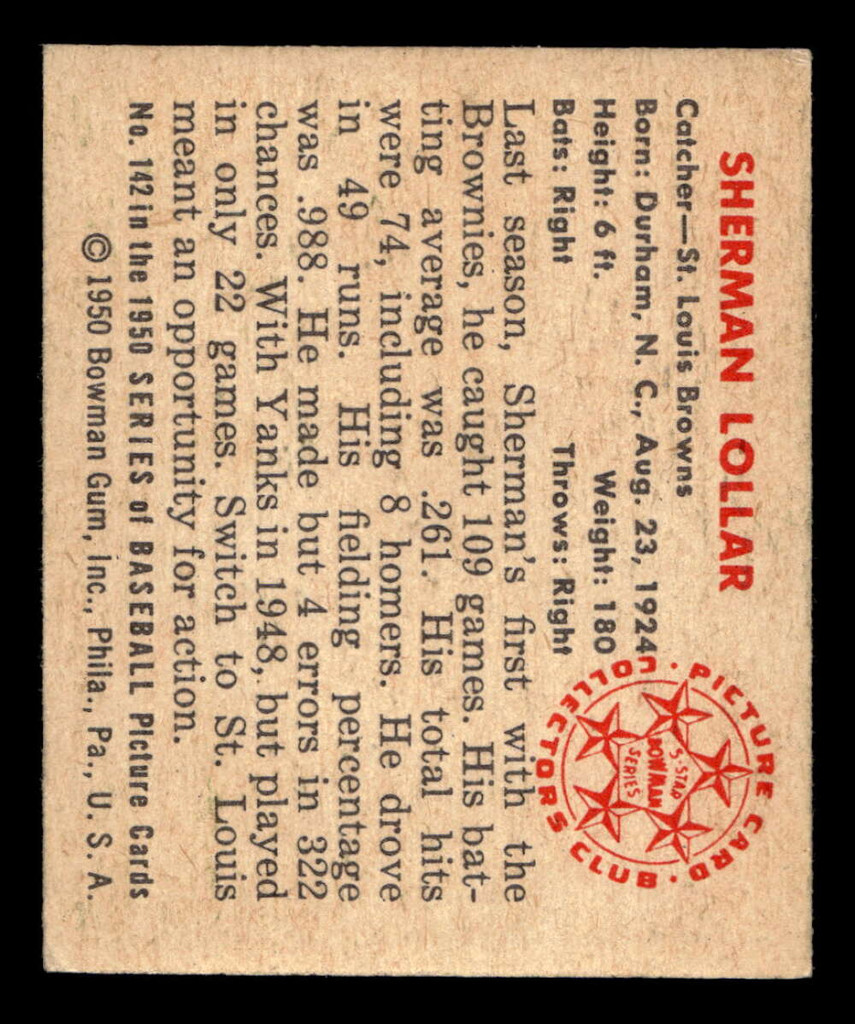 SHERMAN LOLLAR
Catcher—St. Louis Browns
Born: Durham, N. C., Aug. 23, 1924
Height: 6 ft. Weight: 180
Bats: Right Throws: Right
PICTURE CARD · COLLECTORS CLUB ·
5-STAR
BOWMAN
SERIES
Last season, Sherman's first with the
Brownies, he caught 109 games. His bat-
ting average was .261. His total hits
were 74, including 8 homers. He drove
in 49 runs. His fielding percentage
was .988. He made but 4 errors in 322
chances. With Yanks in 1948, but played
in only 22 games. Switch to St. Louis
meant an opportunity for action.
No. 142 in the 1950 SERIES of BASEBALL Picture Cards
© 1950 Bowman Gum, Inc., Phila., Pa., U. S. A.